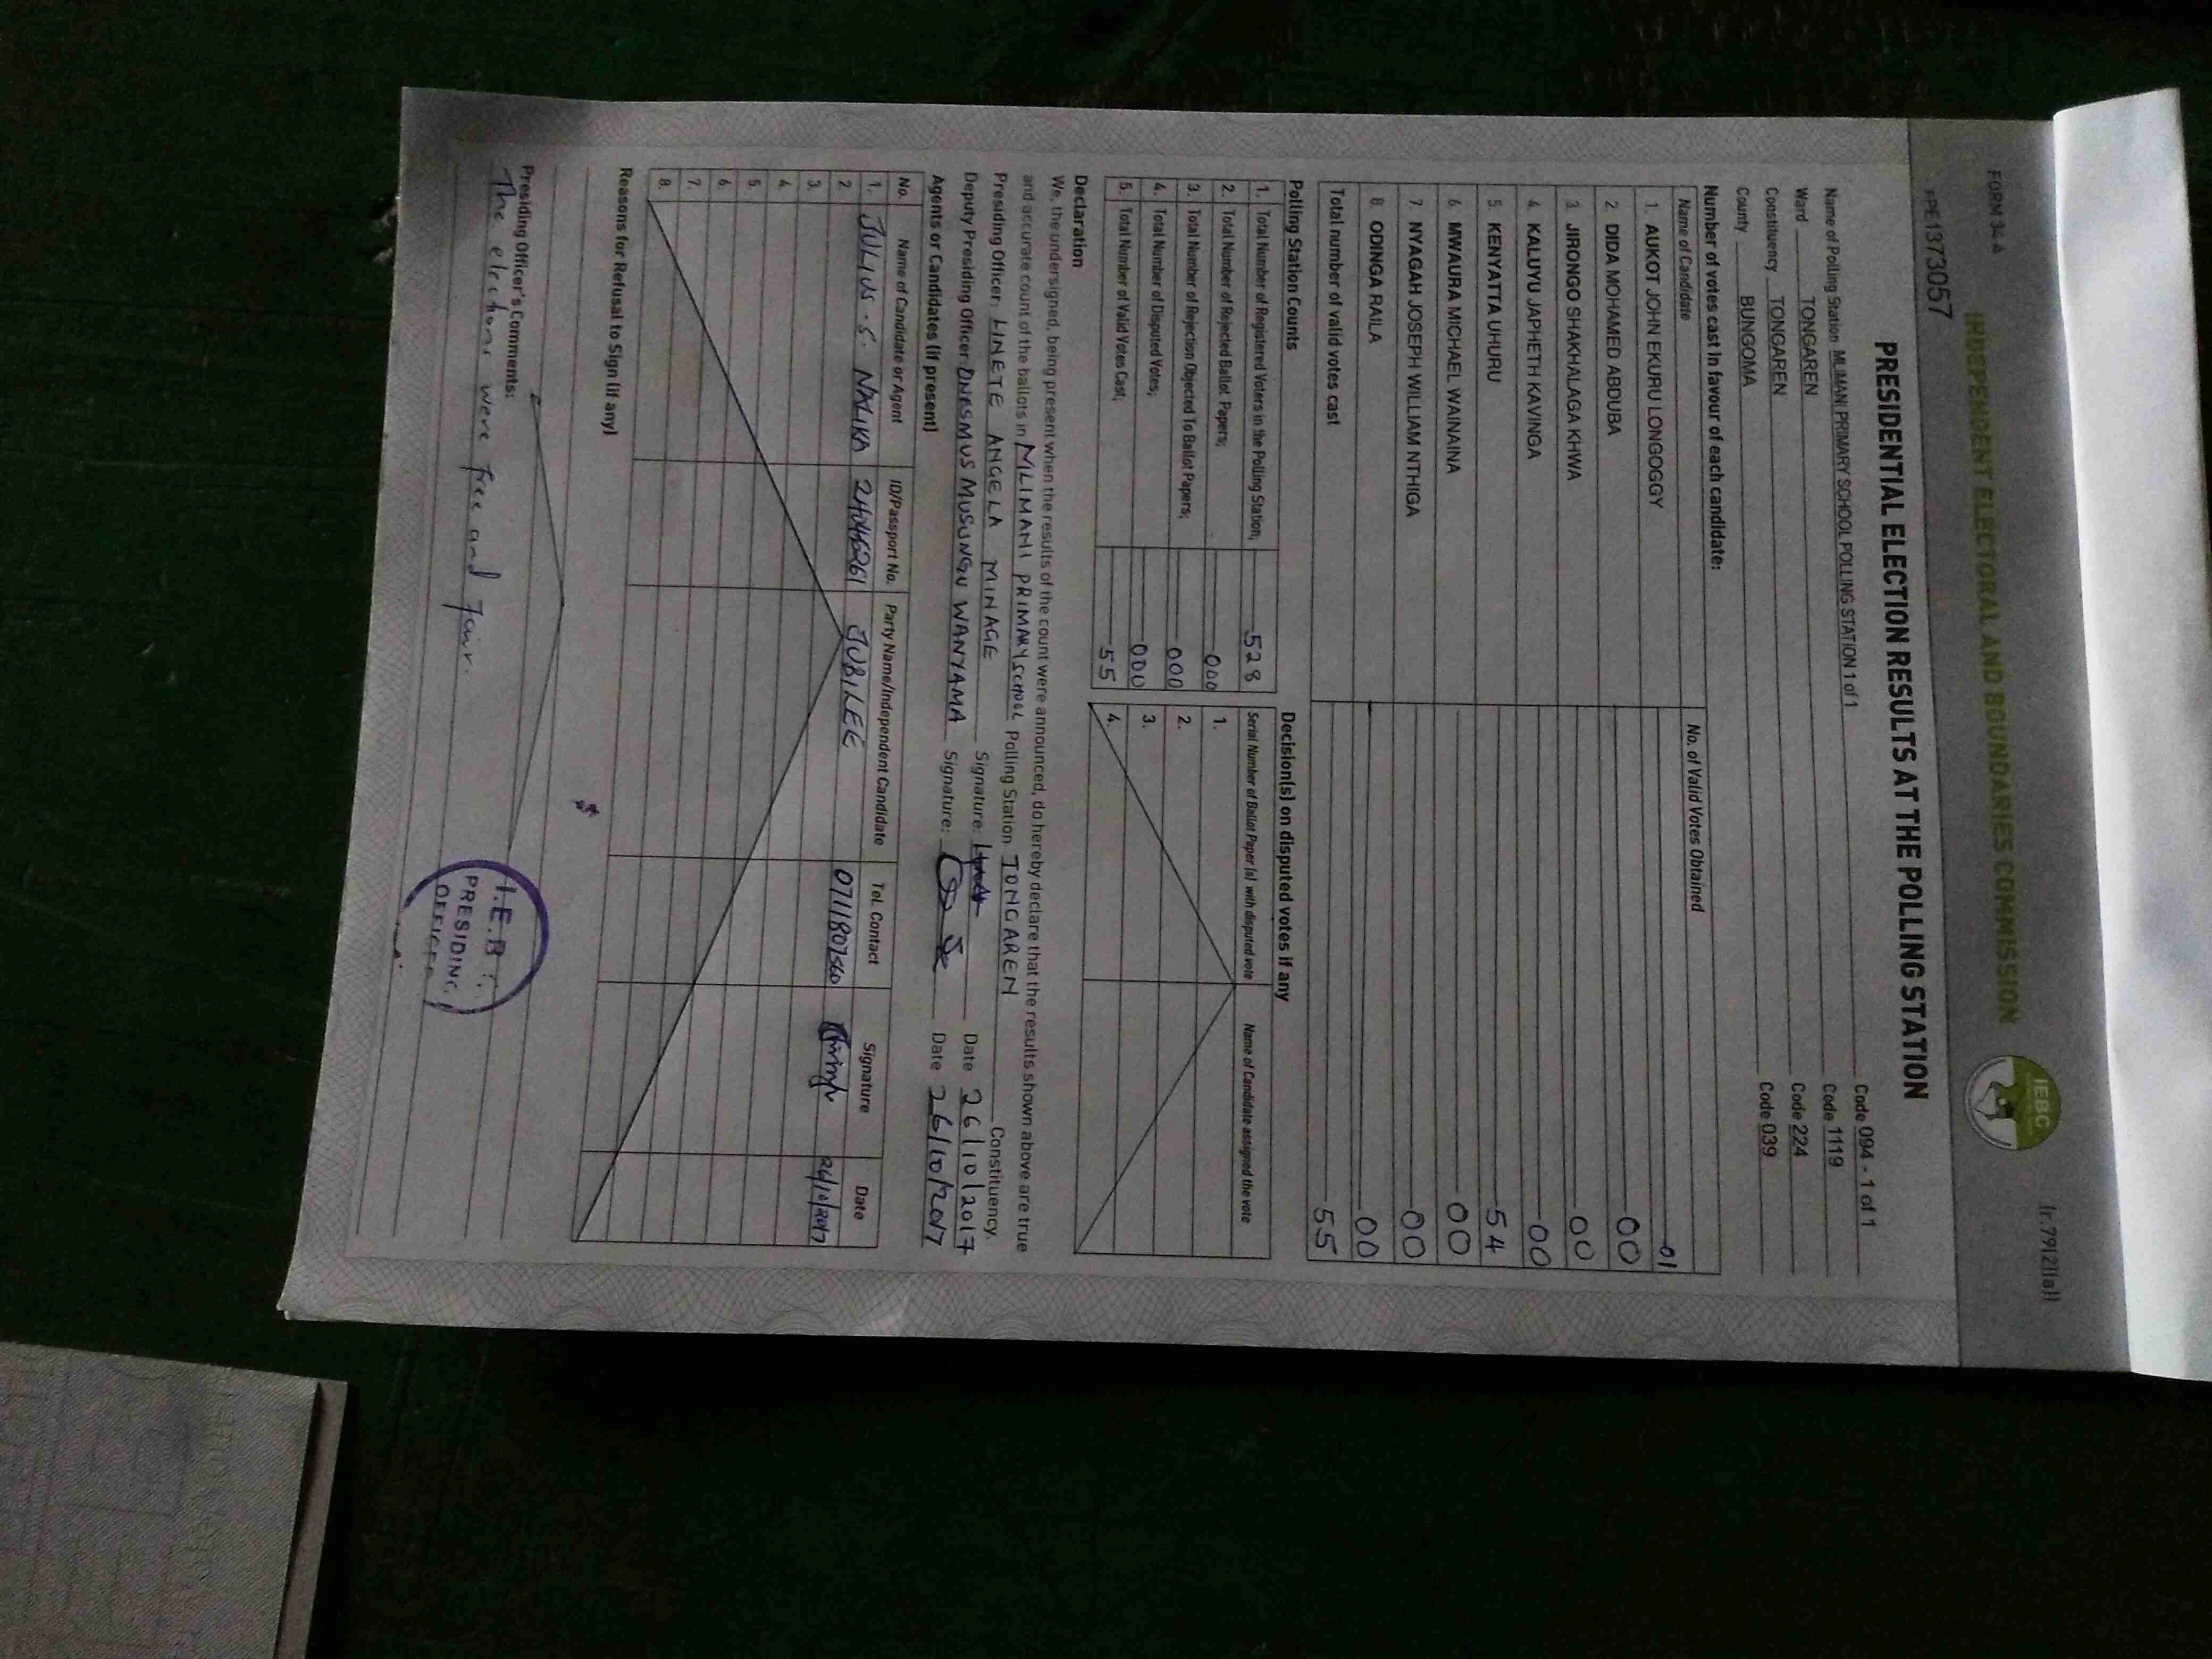 FORM 34 A
(r.79(2)(a))
INDEPENDENT ELECTORAL AND BOUNDARIES COMMISSION
IEBC
PE1373057
PRESIDENTIAL ELECTION RESULTS AT THE POLLING STATION
Name of Polling Station MLIMANI PRIMARY SCHOOL POLLING STATION 1 of 1 Code 094 - 1 of 1
Ward TONGAREN Code 1119
Constituency TONGAREN Code 224
County BUNGOMA Code 039
Number of votes cast in favour of each candidate:
Name of Candidate No. of Valid Votes Obtained
1. AUKOT JOHN EKURU LONGOGGY 01
2. DIDA MOHAMED ABDUBA 00
3. JIRONGO SHAKHALAGA KHWA 00
4. KALUYU JAPHETH KAVINGA 00
5. KENYATTA UHURU 54
6. MWAURA MICHAEL WAINAINA 00
7. NYAGAH JOSEPH WILLIAM NTHIGA 00
8. ODINGA RAILA 00
Total number of valid votes cast 55
Polling Station Counts
1. Total Number of Registered Voters in the Polling Station; 528
2. Total Number of Rejected Ballot Papers; 000
3. Total Number of Rejection Objected To Ballot Papers; 000
4. Total Number of Disputed Votes; 000
5. Total Number of Valid Votes Cast; 55
Decision(s) on disputed votes if any
Serial Number of Ballot Paper (s) with disputed vote Name of Candidate assigned the vote
1.
2.
3.
4.
Declaration
We, the undersigned, being present when the results of the count were announced, do hereby declare that the results shown above are true
and accurate count of the ballots in MLIMANI PRIMARY SCHOOL Polling Station TONGAREN Constituency.
Presiding Officer: LINETE ANGELA MINAGE Signature: Date 26/10/2017
Deputy Presiding Officer: ONESMUS MUSUNGU WANYAMA Signature: Date 26/10/2017
Agents or Candidates (if present)
No. Name of Candidate or Agent ID/Passport No. Party Name/Independent Candidate Tel. Contact Signature Date
1. JULIUS . S. NALIKA 24046261 JUBILEE 0711807560 26/10/2017
2.
3.
4.
5.
6.
7.
8.
Reasons for Refusal to Sign (if any)
Presiding Officer's Comments:
The elections were free and fair.
I.E.B.C.
PRESIDING
OFFICER